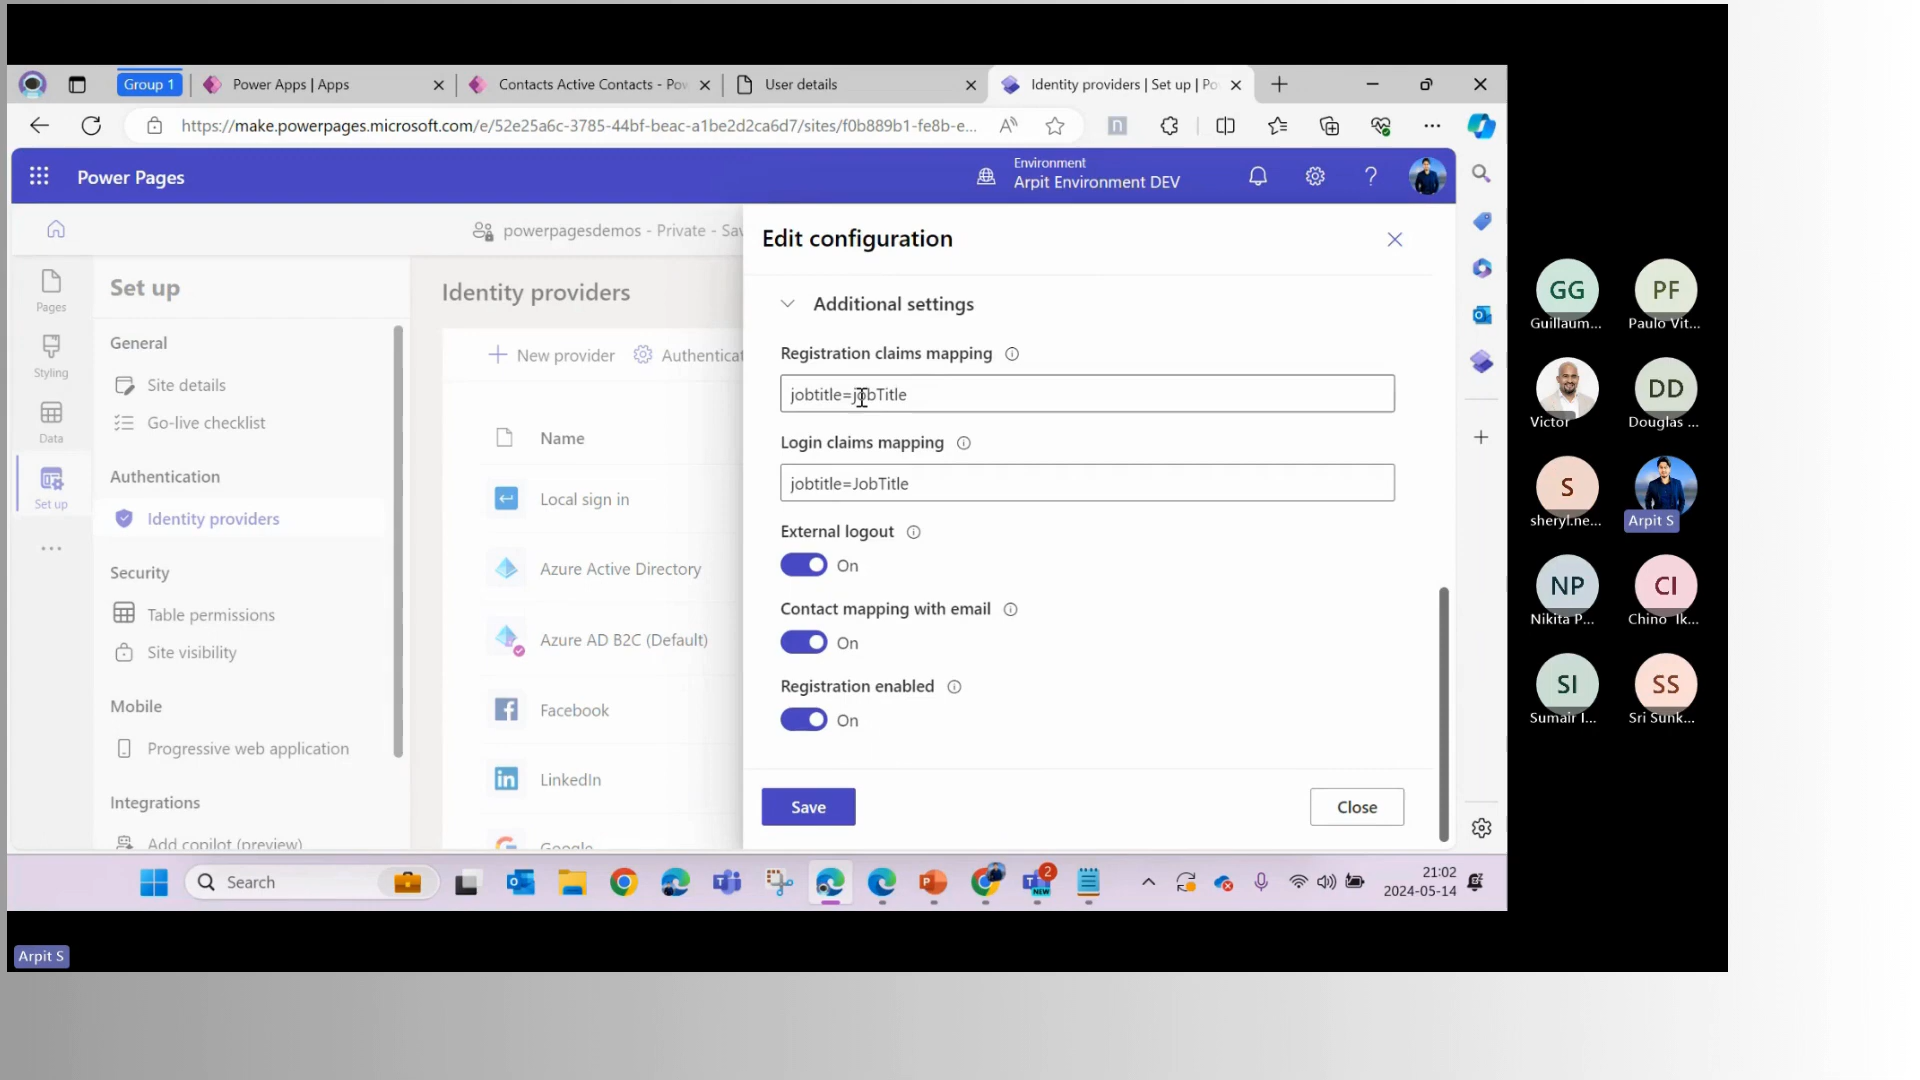 Group 1
Power Apps | Apps
Contacts Active Contacts - Pow
User details
Identity providers | Set up | Po
https://make.powerpages.microsoft.com/e/52e25a6c-3785-44bf-beac-a1be2d2ca6d7/sites/f0b889b1-fe8b-e...
Power Pages
Environment
Arpit Environment DEV
powerpagesdemos - Private - Sav
Pages
Styling
Data
Set up
Set up
General
Site details
Go-live checklist
Authentication
Identity providers
Security
Table permissions
Site visibility
Mobile
Progressive web application
Integrations
Add copilot (preview)
Identity providers
New provider
Authenticat
Name
Local sign in
Azure Active Directory
Azure AD B2C (Default)
Facebook
LinkedIn
Google
Edit configuration
Additional settings
Registration claims mapping
jobtitle=jobTitle
Login claims mapping
jobtitle=JobTitle
External logout
On
Contact mapping with email
On
Registration enabled
On
Save
Close
Search
2
NEW
21:02
2024-05-14
GG
Guillaum...
PF
Paulo Vit...
Victor
DD
Douglas ...
S
sheryl.ne...
Arpit S
NP
Nikita P...
CI
Chino Ik...
SI
Sumair I...
SS
Sri Sunk...
Arpit S